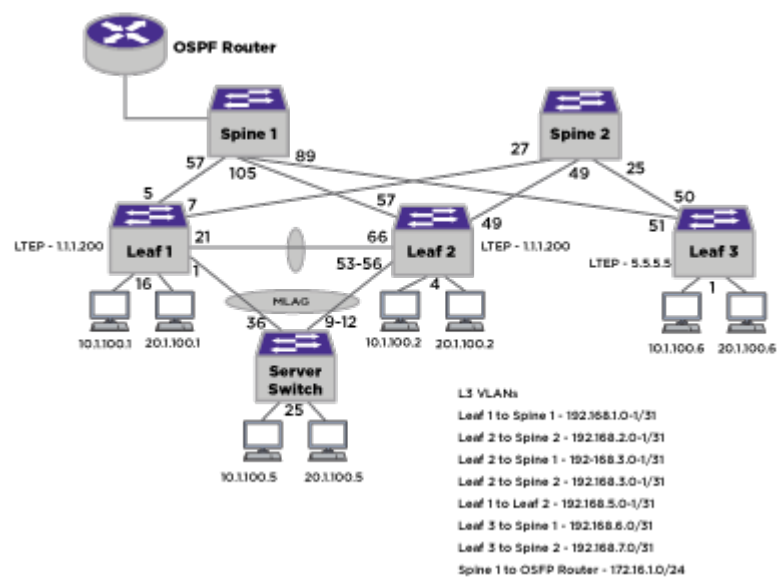 OSPF Router
Spine 1
Spine 2
57
105
89
27
49
25
5
7
57
49
50
51
LTEP - 1.1.1.200
Leaf 1
21
66
Leaf 2
LTEP - 1.1.1.200
LTEP - 5.5.5.5
Leaf 3
16
1
53-56
4
1
MLAG
36
9-12
10.1.100.1
20.1.100.1
10.1.100.2
20.1.100.2
10.1.100.6
20.1.100.6
Server
Switch
25
10.1.100.5
20.1.100.5
L3 VLANs
Leaf 1 to Spine 1 - 192.168.1.0-1/31
Leaf 2 to Spine 2 - 192.168.2.0-1/31
Leaf 2 to Spine 1 - 192-168.3.0-1/31
Leaf 2 to Spine 2 - 192.168.3.0-1/31
Leaf 1 to Leaf 2 - 192.168.5.0-1/31
Leaf 3 to Spine 1 - 192.168.6.0/31
Leaf 3 to Spine 2 - 192.168.7.0/31
Spine 1 to OSFP Router - 172.16.1.0/24